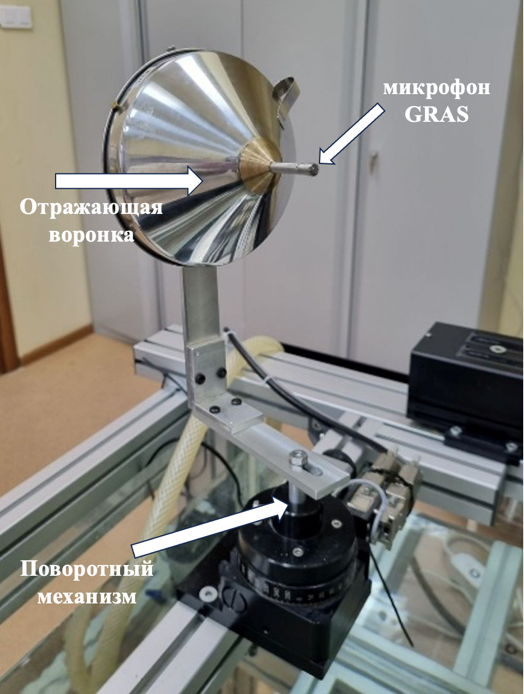 микрофон
GRAS
Отражающая
воронка
Поворотный
механизм